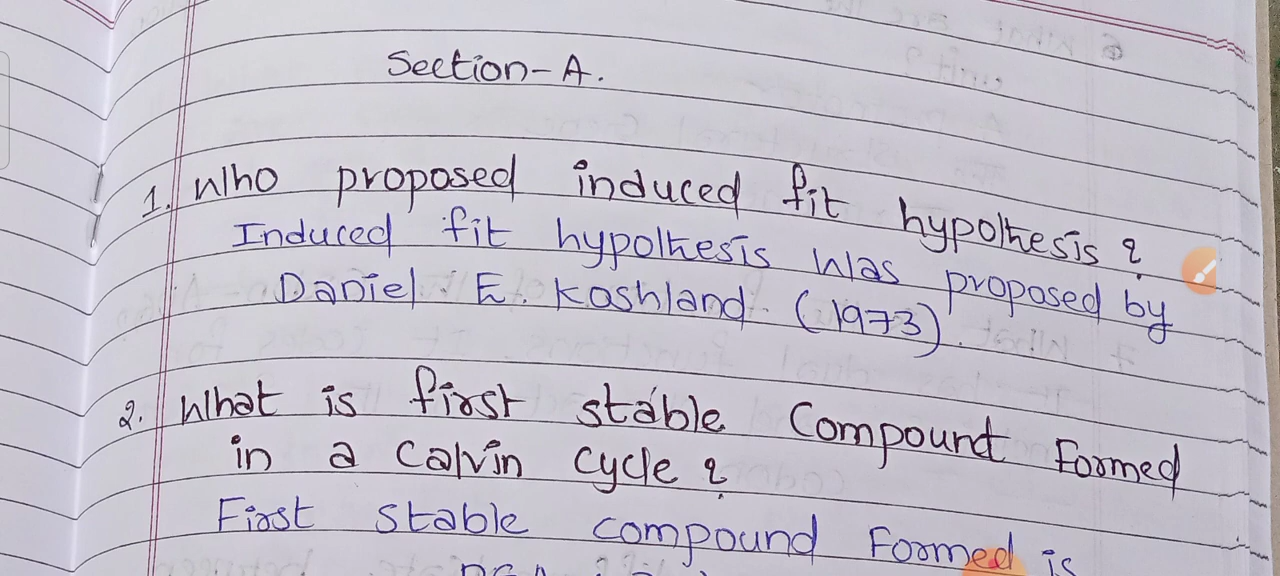 Section-A.
1. Who proposed induced fit hypothesis?
Induced fit hypothesis was proposed by
Daniel E. Koshland (1973).
2. What is first stable Compound Formed
in a Calvin cycle?
First stable compound Formed is